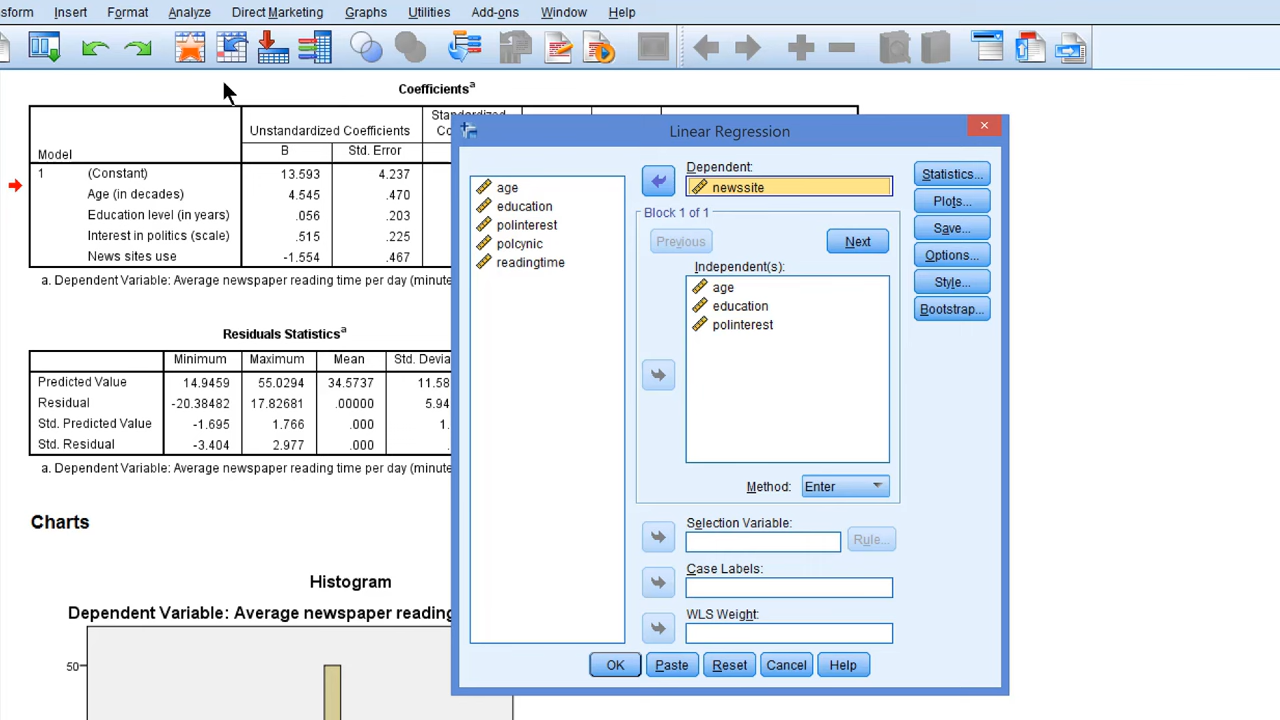 sform Insert Format Analyze Direct Marketing Graphs Utilities Add-ons Window Help
Coefficientsa
Unstandardized Coefficients
Model B Std. Error
1 (Constant) 13.593 4.237
Age (in decades) 4.545 .470
Education level (in years) .056 .203
Interest in politics (scale) .515 .225
News sites use -1.554 .467
a. Dependent Variable: Average newspaper reading time per day (minute
Residuals Statisticsa
Minimum Maximum Mean Std. Devia
Predicted Value 14.9459 55.0294 34.5737 11.58
Residual -20.38482 17.82681 .00000 5.94
Std. Predicted Value -1.695 1.766 .000 1.
Std. Residual -3.404 2.977 .000
a. Dependent Variable: Average newspaper reading time per day (minute
Charts
Histogram
Dependent Variable: Average newspaper reading
50
Linear Regression
age
education
polinterest
polcynic
readingtime
Dependent:
newssite
Block 1 of 1
Previous Next
Independent(s):
age
education
polinterest
Method: Enter
Selection Variable:
Rule...
Case Labels:
WLS Weight:
Statistics...
Plots...
Save...
Options...
Style...
Bootstrap...
OK Paste Reset Cancel Help